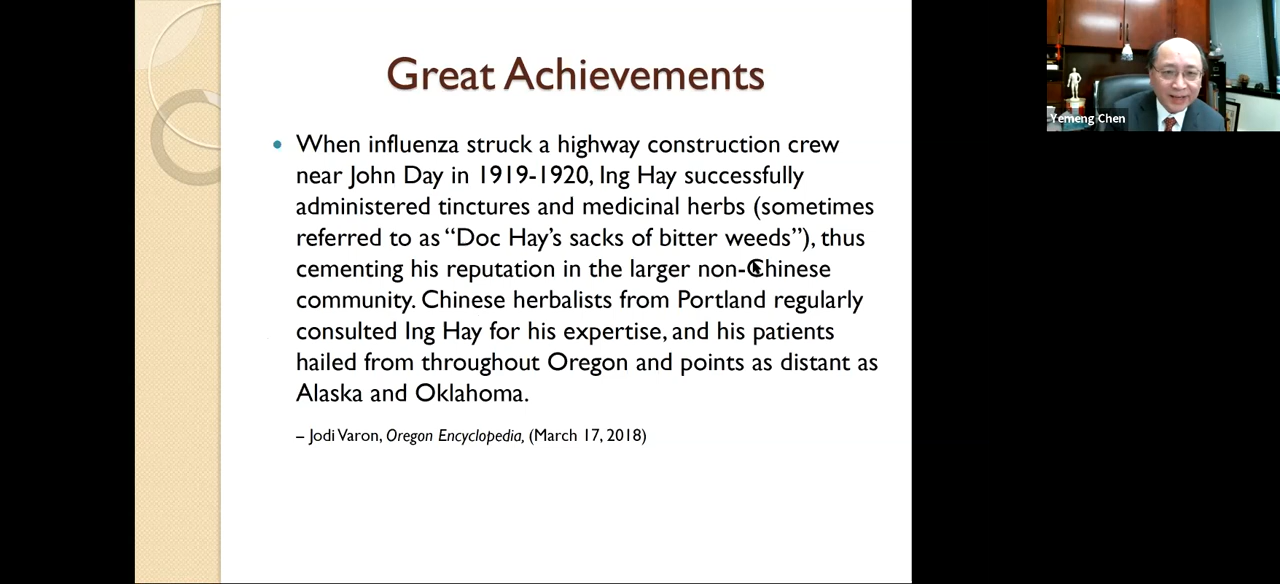 Great Achievements
• When influenza struck a highway construction crew
near John Day in 1919-1920, Ing Hay successfully
administered tinctures and medicinal herbs (sometimes
referred to as “Doc Hay’s sacks of bitter weeds”), thus
cementing his reputation in the larger non-Chinese
community. Chinese herbalists from Portland regularly
consulted Ing Hay for his expertise, and his patients
hailed from throughout Oregon and points as distant as
Alaska and Oklahoma.
– Jodi Varon, Oregon Encyclopedia, (March 17, 2018)
Yemeng Chen